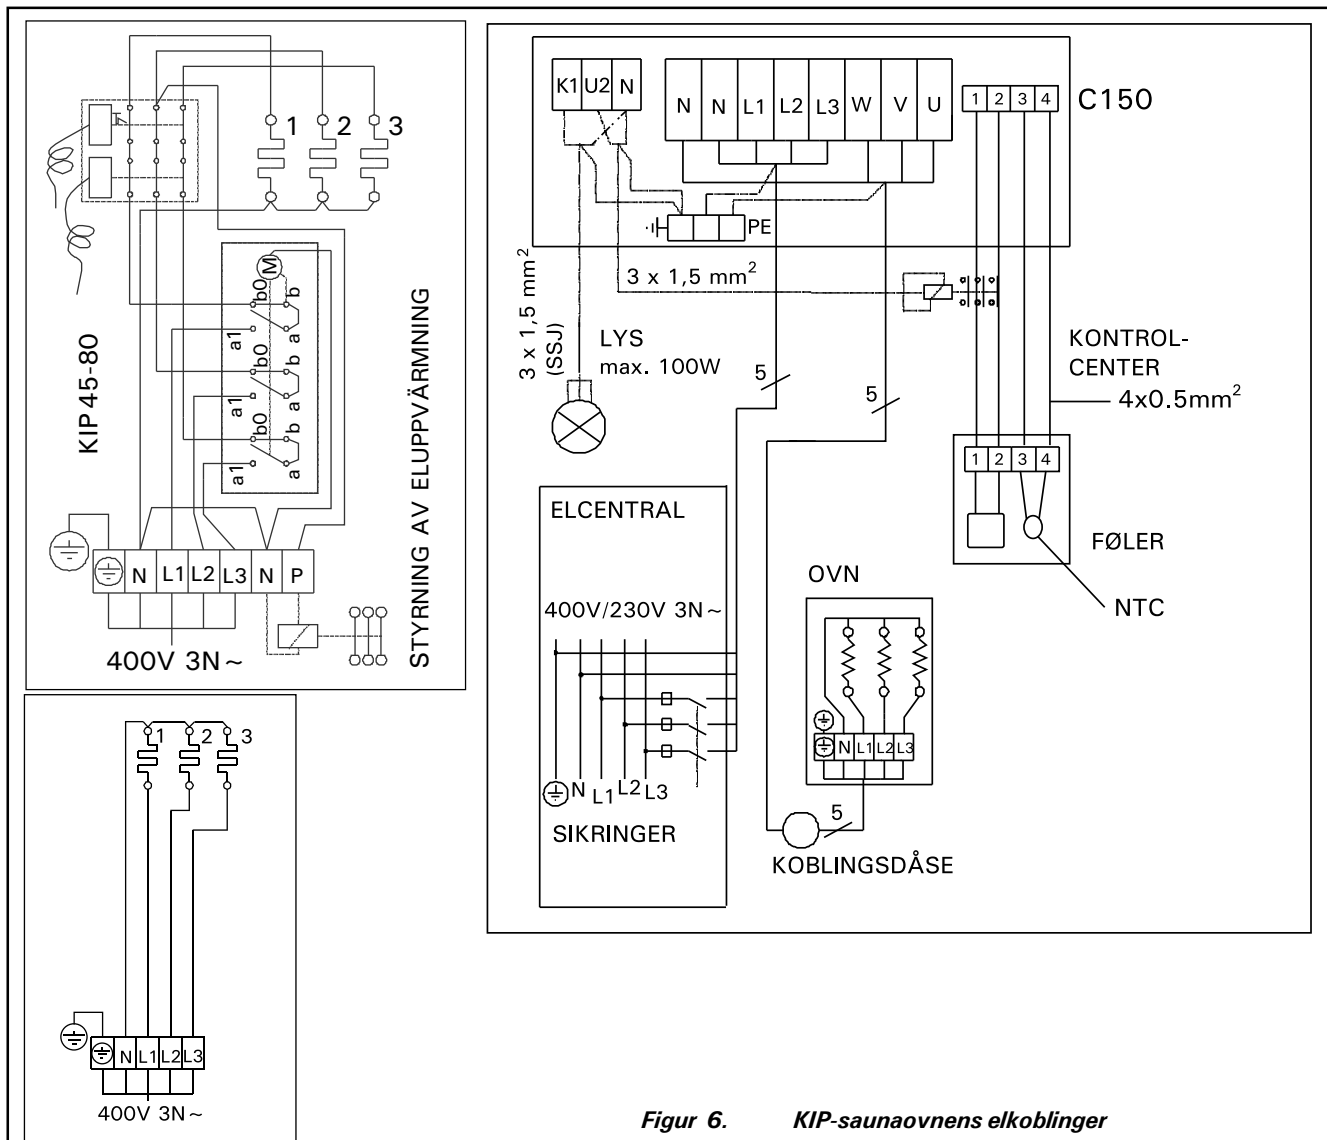 1 2 3
M
b0 b
a1 a
b0 b
a1 a
b0 b
a1 a
KIP 45-80
STYRNING AV ELUPPVÄRMNING
N L1 L2 L3 N P
400V 3N~
1 2 3
N L1 L2 L3
400V 3N~
K1 U2 N
N N L1 L2 L3 W V U
1 2 3 4
C150
PE
3 x 1,5 mm²
(SSJ)
3 x 1,5 mm²
LYS
max. 100W
5
5
KONTROL-
CENTER
4x0.5mm²
1 2 3 4
FØLER
NTC
ELCENTRAL
400V/230V 3N~
N L1 L2 L3
SIKRINGER
OVN
N L1 L2 L3
5
KOBLINGSDÅSE
Figur 6. KIP-saunaovnens elkoblinger